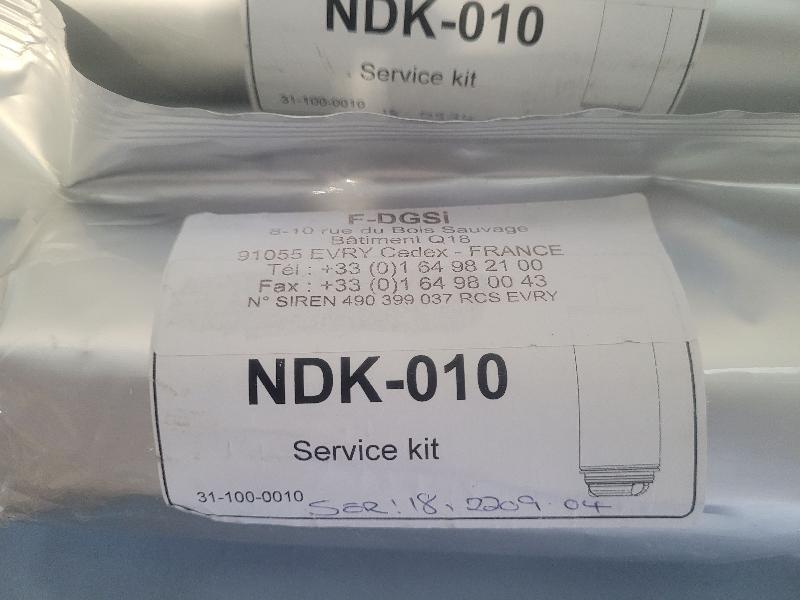 NDK-010
Service kit
31-100-0010
F-DGSi
8-10 rue du Bois Sauvage
Bâtiment Q18
91055 EVRY Cedex - FRANCE
Tél : +33 (0)1 64 98 21 00
Fax : +33 (0)1 64 98 00 43
N° SIREN 490 399 037 RCS EVRY
NDK-010
Service kit
31-100-0010 SER: 18. 2209.04